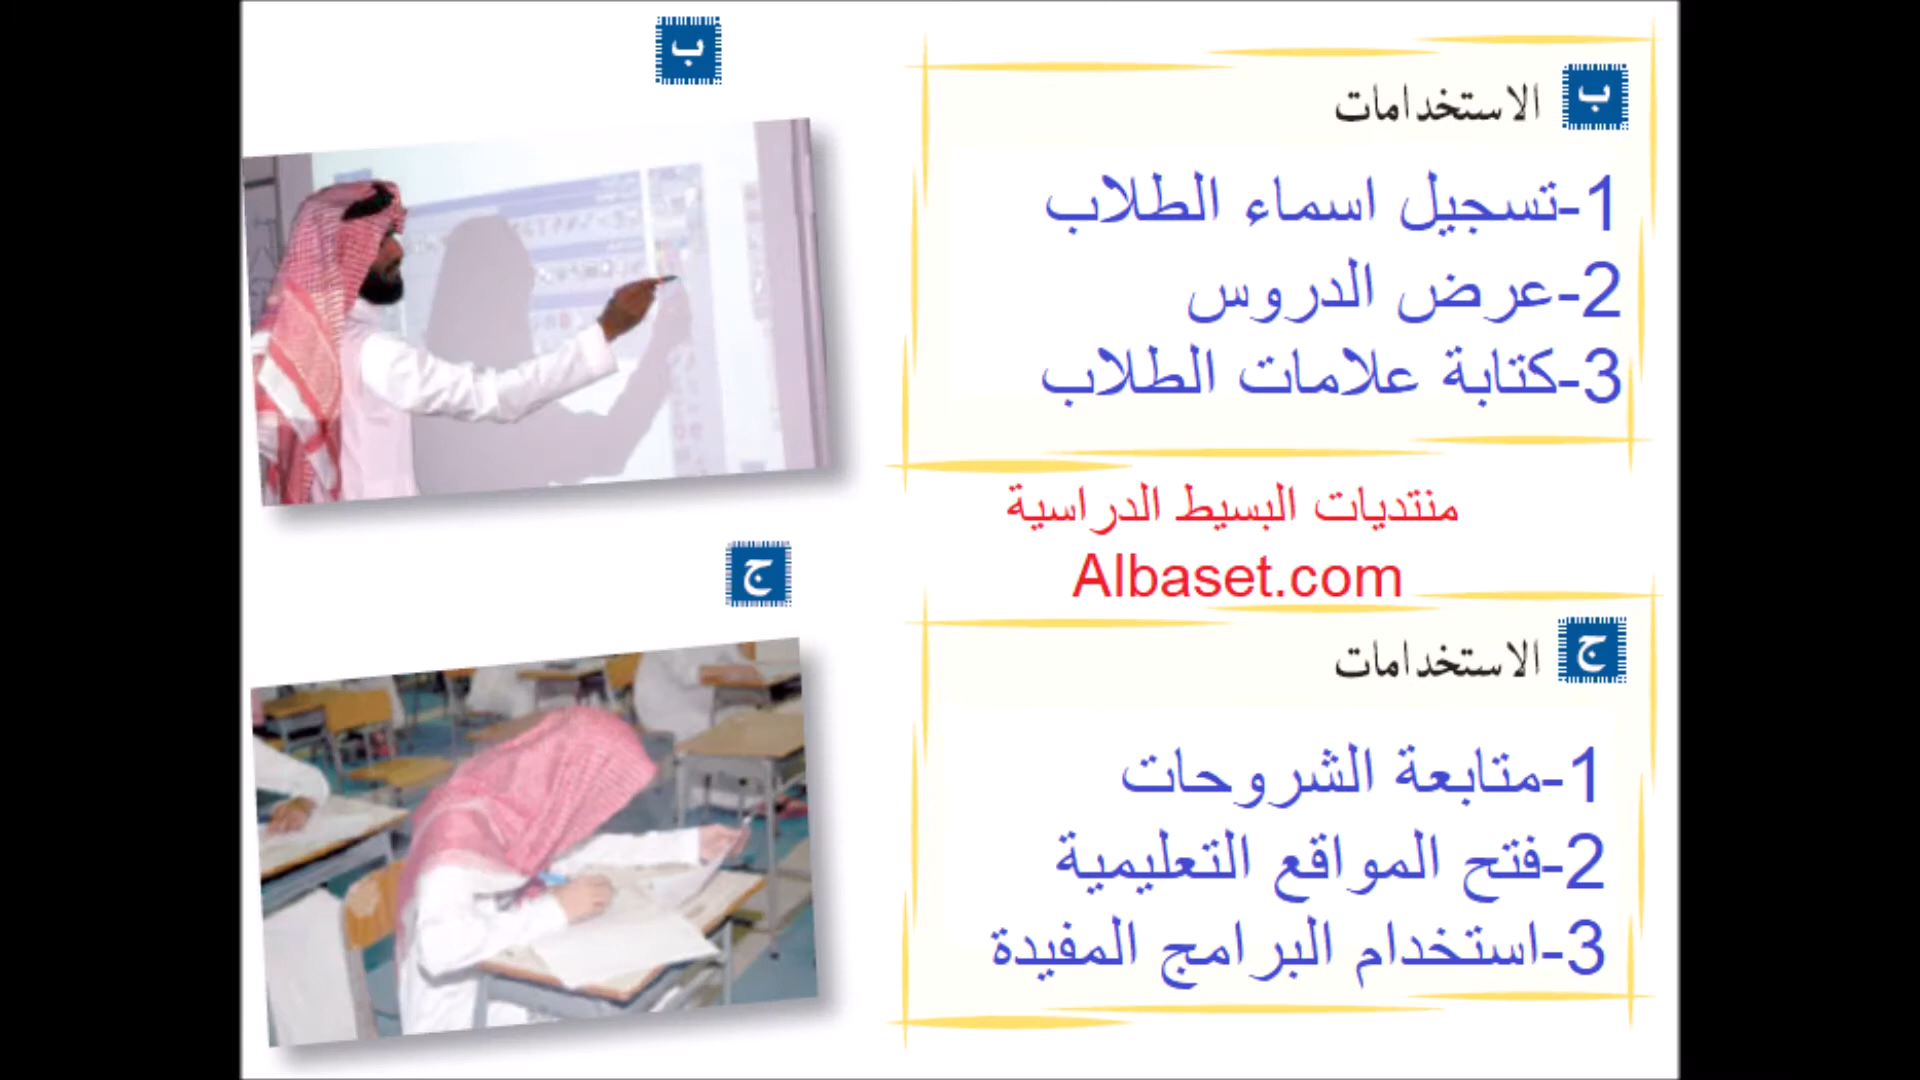 ب
ب الاستخدامات
1-تسجيل اسماء الطلاب
2-عرض الدروس
3-كتابة علامات الطلاب
منتديات البسيط الدراسية
Albaset.com
ج
ج الاستخدامات
1-متابعة الشروحات
2-فتح المواقع التعليمية
3-استخدام البرامج المفيدة